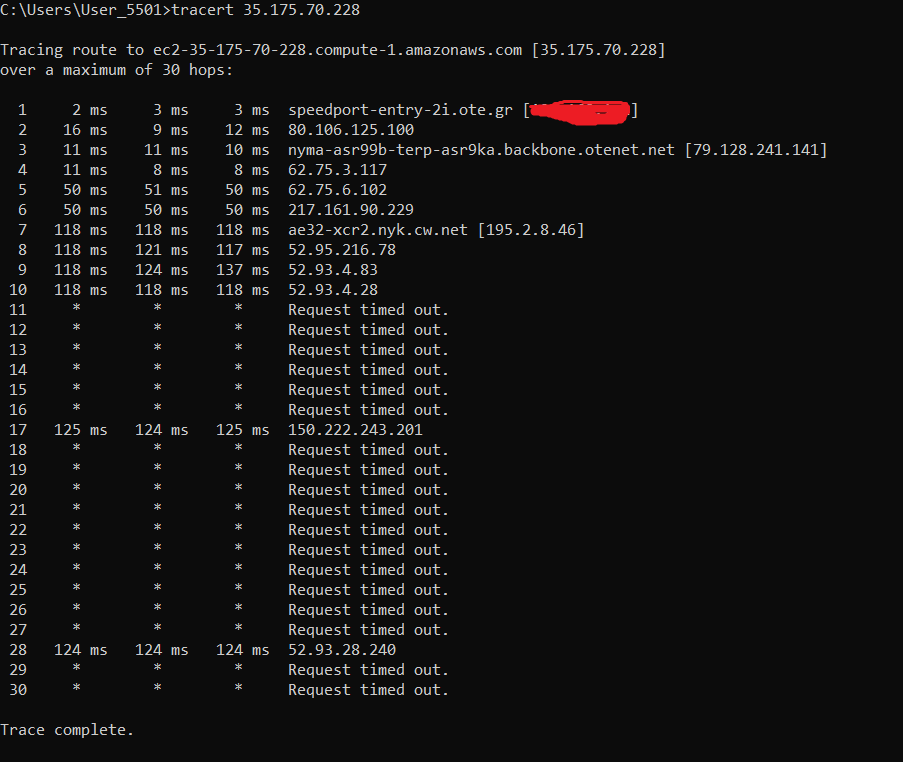 C:\Users\User_5501>tracert 35.175.70.228
Tracing route to ec2-35-175-70-228.compute-1.amazonaws.com [35.175.70.228]
over a maximum of 30 hops:
1 2 ms 3 ms 3 ms speedport-entry-2i.ote.gr [ ]
2 16 ms 9 ms 12 ms 80.106.125.100
3 11 ms 11 ms 10 ms nyma-asr99b-terp-asr9ka.backbone.otenet.net [79.128.241.141]
4 11 ms 8 ms 8 ms 62.75.3.117
5 50 ms 51 ms 50 ms 62.75.6.102
6 50 ms 50 ms 50 ms 217.161.90.229
7 118 ms 118 ms 118 ms ae32-xcr2.nyk.cw.net [195.2.8.46]
8 118 ms 121 ms 117 ms 52.95.216.78
9 118 ms 124 ms 137 ms 52.93.4.83
10 118 ms 118 ms 118 ms 52.93.4.28
11 * * * Request timed out.
12 * * * Request timed out.
13 * * * Request timed out.
14 * * * Request timed out.
15 * * * Request timed out.
16 * * * Request timed out.
17 125 ms 124 ms 125 ms 150.222.243.201
18 * * * Request timed out.
19 * * * Request timed out.
20 * * * Request timed out.
21 * * * Request timed out.
22 * * * Request timed out.
23 * * * Request timed out.
24 * * * Request timed out.
25 * * * Request timed out.
26 * * * Request timed out.
27 * * * Request timed out.
28 124 ms 124 ms 124 ms 52.93.28.240
29 * * * Request timed out.
30 * * * Request timed out.
Trace complete.